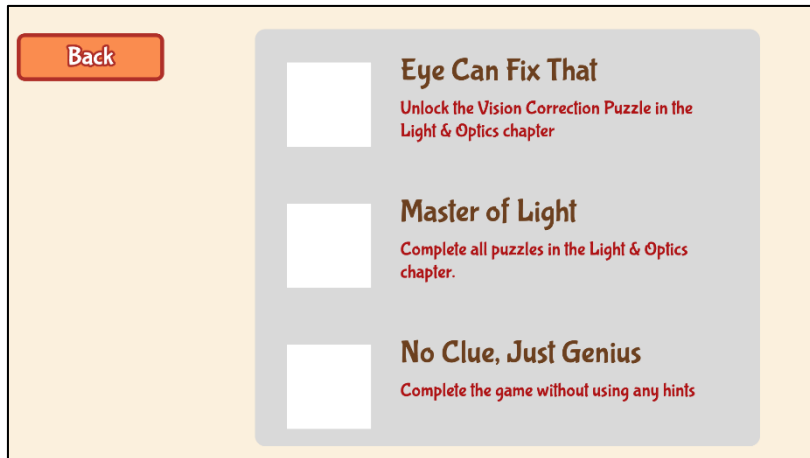 Back
Eye Can Fix That
Unlock the Vision Correction Puzzle in the
Light & Optics chapter
Master of Light
Complete all puzzles in the Light & Optics
chapter.
No Clue, Just Genius
Complete the game without using any hints